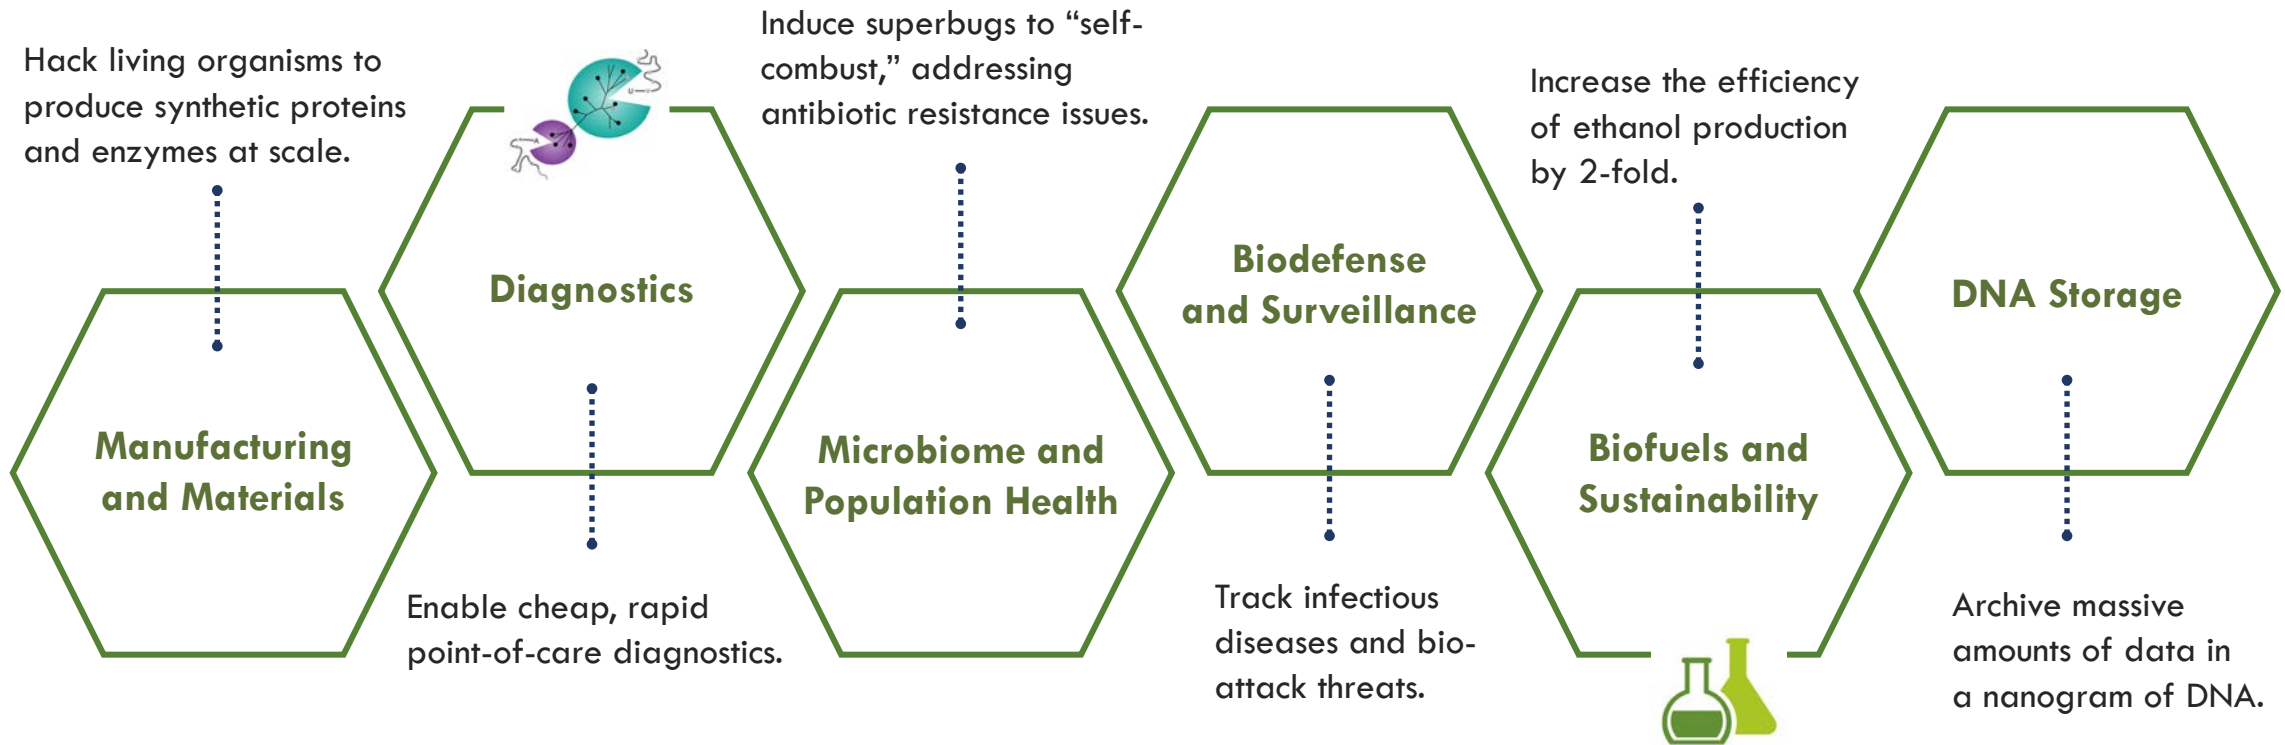 Hack living organisms to
produce synthetic proteins
and enzymes at scale.
Manufacturing
and Materials
Diagnostics
Enable cheap, rapid
point-of-care diagnostics.
Induce superbugs to “self-
combust,” addressing
antibiotic resistance issues.
Microbiome and
Population Health
Biodefense
and Surveillance
Track infectious
diseases and bio-
attack threats.
Increase the efficiency
of ethanol production
by 2-fold.
Biofuels and
Sustainability
DNA Storage
Archive massive
amounts of data in
a nanogram of DNA.